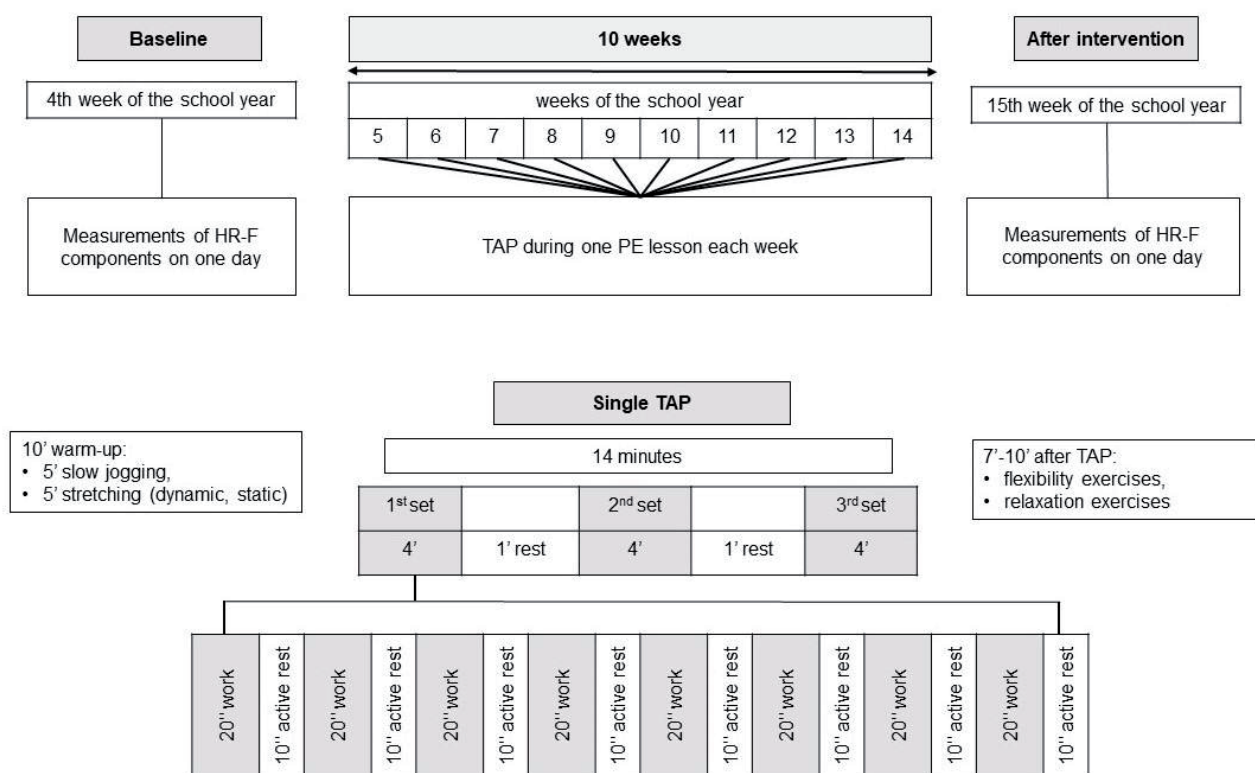 Baseline
10 weeks
After intervention
4th week of the school year
weeks of the school year
15th week of the school year
5 6 7 8 9 10 11 12 13 14
Measurements of HR-F
components on one day
TAP during one PE lesson each week
Measurements of HR-F
components on one day
Single TAP
10’ warm-up:
• 5’ slow jogging,
• 5’ stretching (dynamic, static)
14 minutes
7’-10’ after TAP:
• flexibility exercises,
• relaxation exercises
1st set 2nd set 3rd set
4’ 1’ rest 4’ 1’ rest 4’
20’’ work
10’’ active rest
20’’ work
10’’ active rest
20’’ work
10’’ active rest
20’’ work
10’’ active rest
20’’ work
10’’ active rest
20’’ work
10’’ active rest
20’’ work
10’’ active rest
20’’ work
10’’ active rest